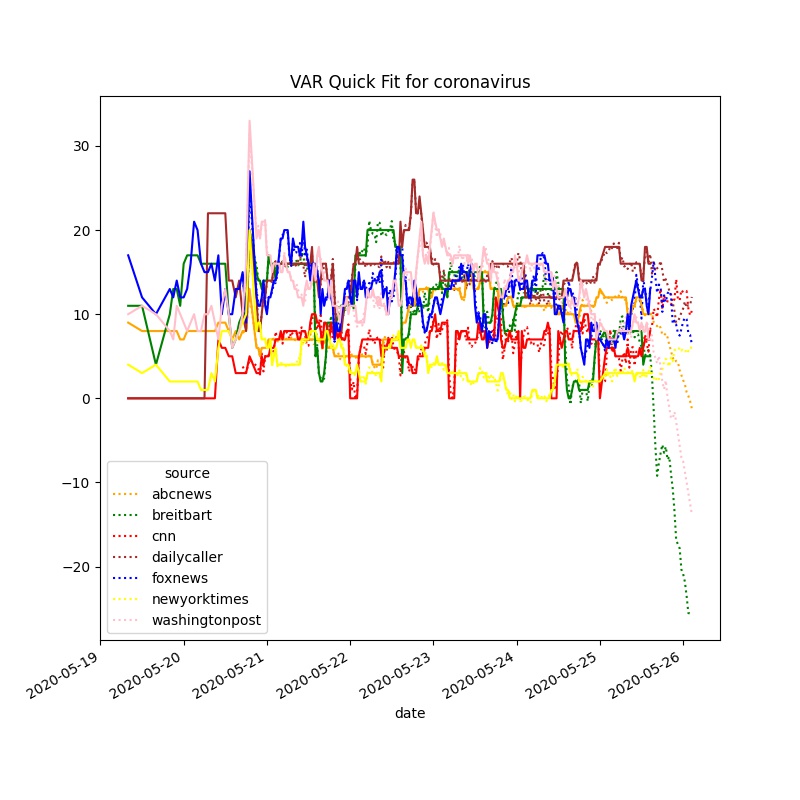 VAR Quick Fit for coronavirus
30
20
10
0
−10
−20
source
abcnews
breitbart
cnn
dailycaller
foxnews
newyorktimes
washingtonpost
2020-05-19
2020-05-20
2020-05-21
2020-05-22
2020-05-23
2020-05-24
2020-05-25
2020-05-26
date